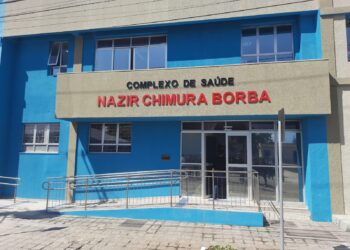 COMPLEXO DE SAÚDE
NAZIR CHIMURA BORBA